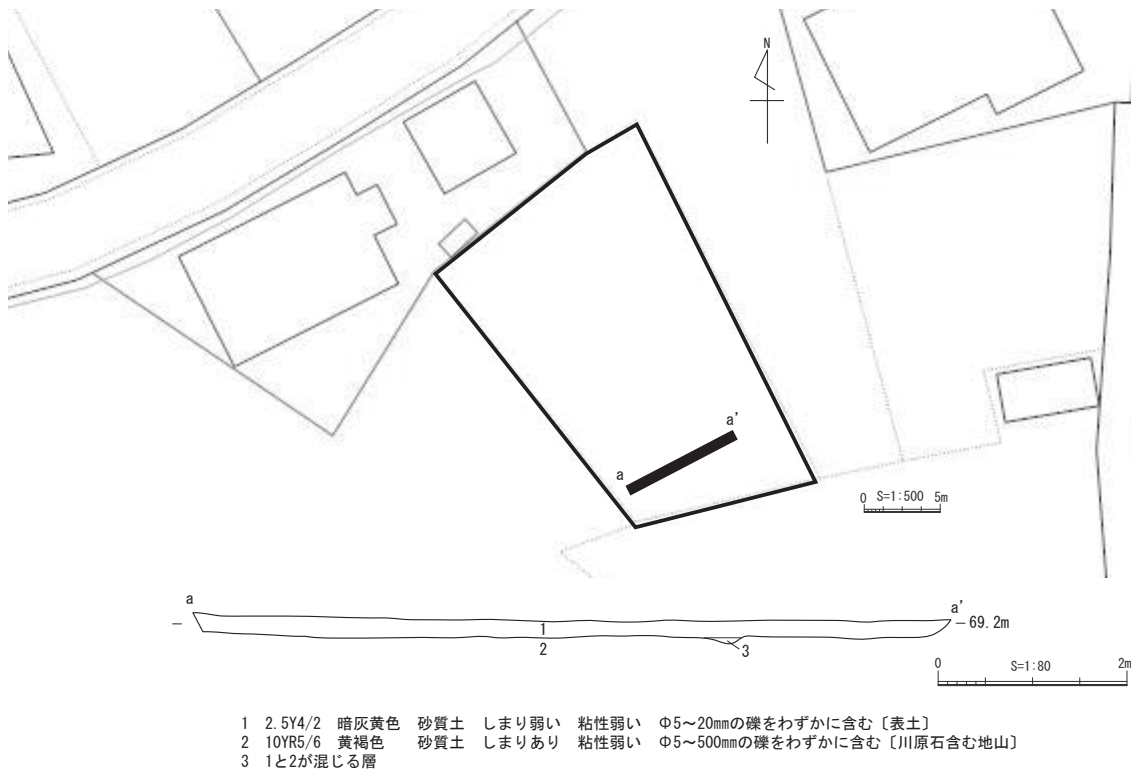 N
a'
a
0 S=1:500 5m
a
a'
69.2m
1
2
3
0 S=1:80 2m
1 2.5Y4/2 暗灰黄色 砂質土 しまり弱い 粘性弱い Φ5～20mmの礫をわずかに含む〔表土〕
2 10YR5/6 黄褐色 砂質土 しまりあり 粘性弱い Φ5～500mmの礫をわずかに含む〔川原石含む地山〕
3 1と2が混じる層